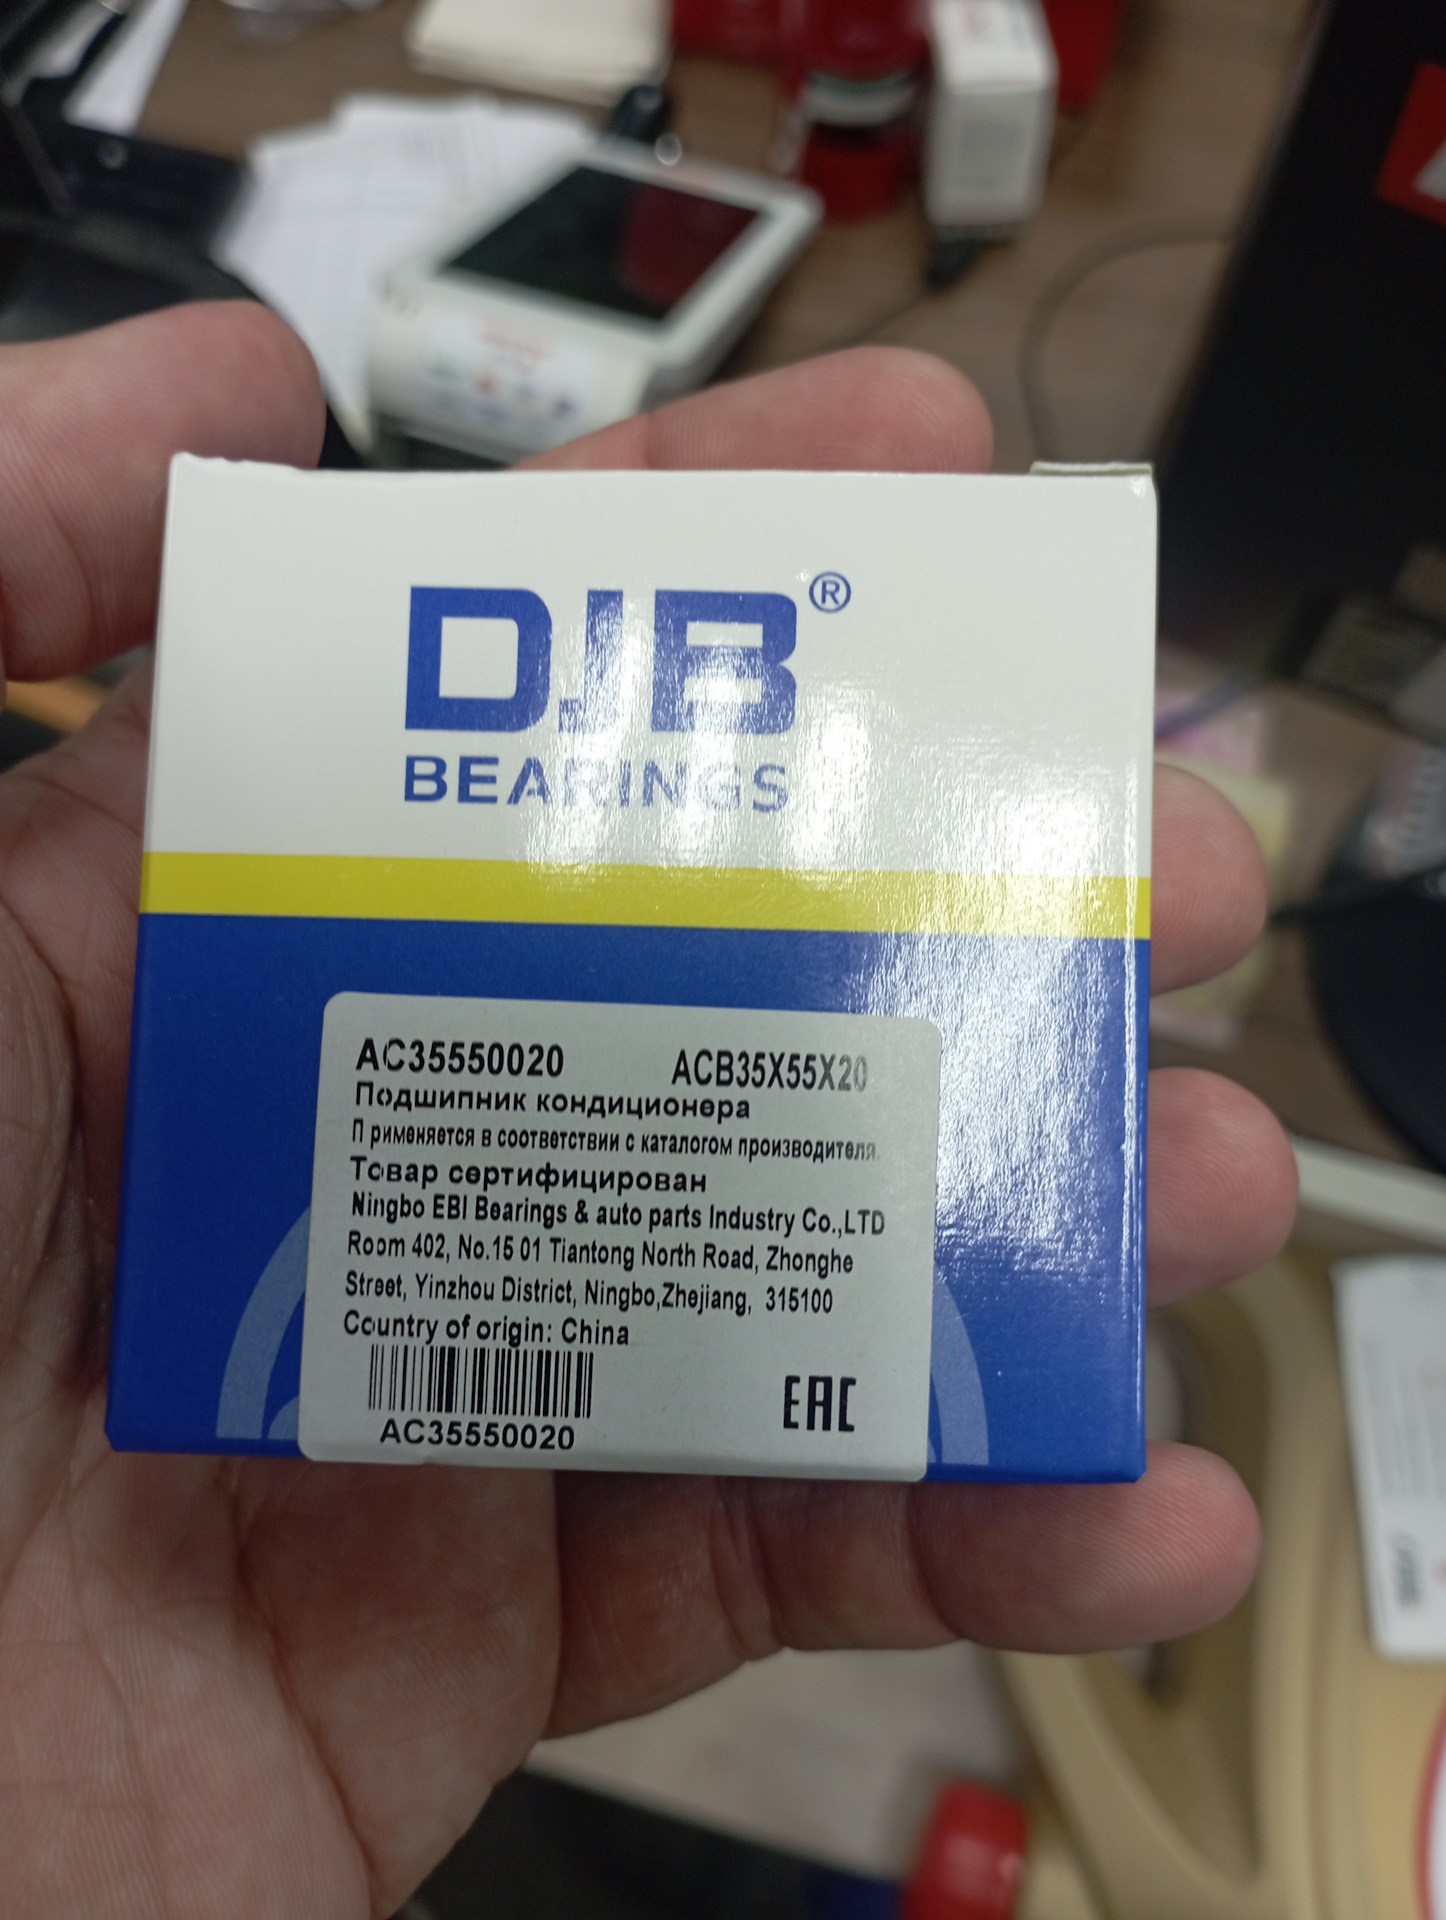 DJB®
BEARINGS
AC35550020 ACB35X55X20
Подшипник кондиционера
П рименяется в соответствии с каталогом производителя.
Товар сертифицирован
Ningbo EBI Bearings & auto parts Industry Co.,LTD
Room 402, No.15 01 Tiantong North Road, Zhonghe
Street, Yinzhou District, Ningbo,Zhejiang, 315100
Country of origin: China
EAC
AC35550020